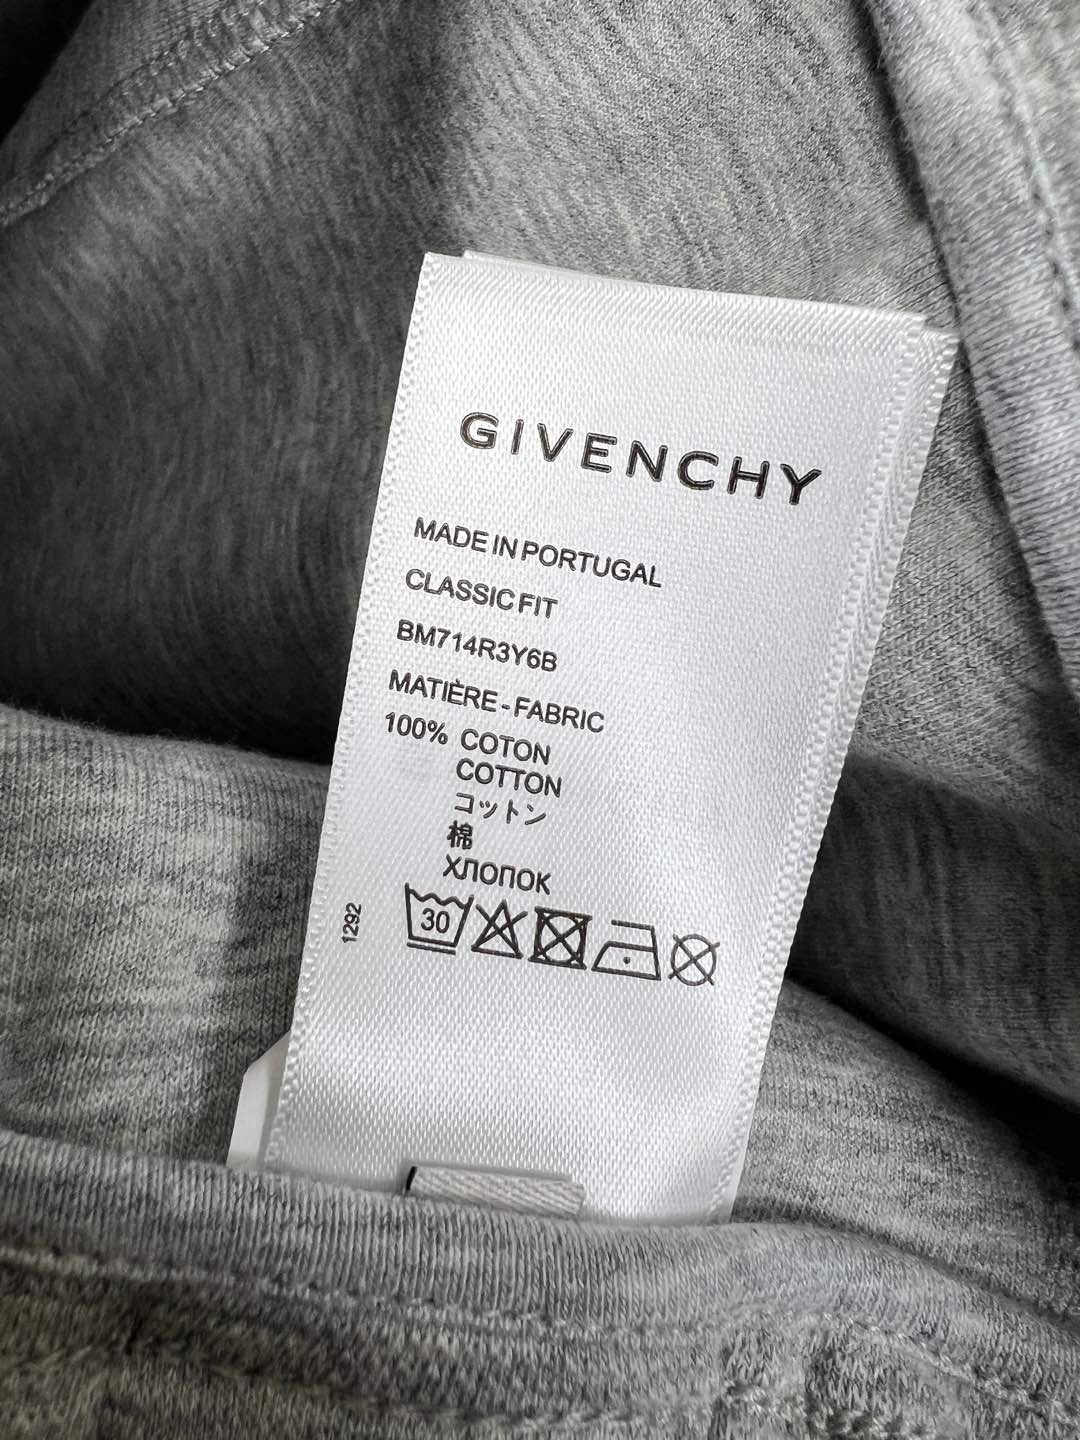 GIVENCHY
MADE IN PORTUGAL
CLASSIC FIT
BM714R3Y6B
MATIÈRE - FABRIC
100% COTON
COTTON
コットン
棉
ХЛОПОК
30
1292